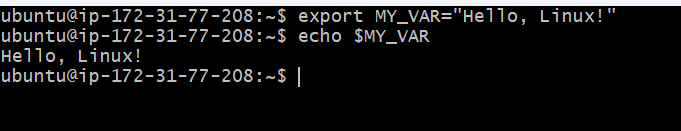 ubuntu@ip-172-31-77-208:~$ export MY_VAR="Hello, Linux!"
ubuntu@ip-172-31-77-208:~$ echo $MY_VAR
Hello, Linux!
ubuntu@ip-172-31-77-208:~$